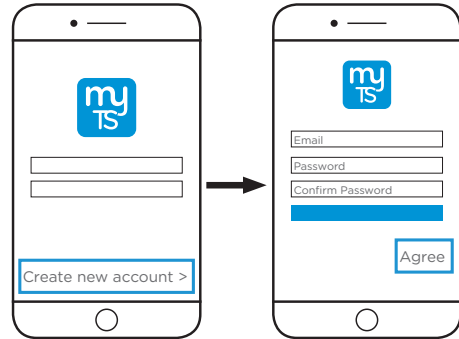 my
TS
Create new account >
my
TS
Email
Password
Confirm Password
Agree